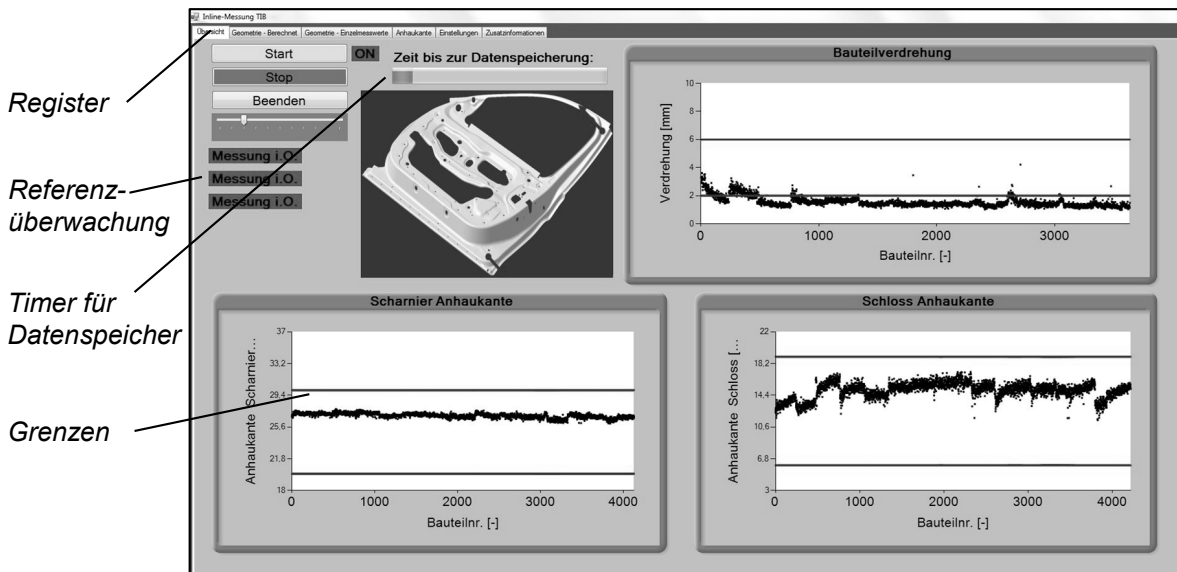 Inline-Messung TIB
Übersicht Geometrie - Berechnet Geometrie - Einzelmesswerte Anhaukante Einstellungen Zusatzinformationen
Start
ON
Stop
Beenden
Zeit bis zur Datenspeicherung:
Messung i.O.
Messung i.O.
Messung i.O.
Register
Referenz-
überwachung
Timer für
Datenspeicher
Grenzen
Bauteilverdrehung
Verdrehung [mm]
10
8
6
4
2
0
0 1000 2000 3000
Bauteilnr. [-]
Scharnier Anhaukante
Anhaukante Scharnier…
37
33,2
29,4
25,6
21,8
18
0 1000 2000 3000 4000
Bauteilnr. [-]
Schloss Anhaukante
Anhaukante Schloss […
22
18,2
14,4
10,6
6,8
3
0 1000 2000 3000 4000
Bauteilnr. [-]